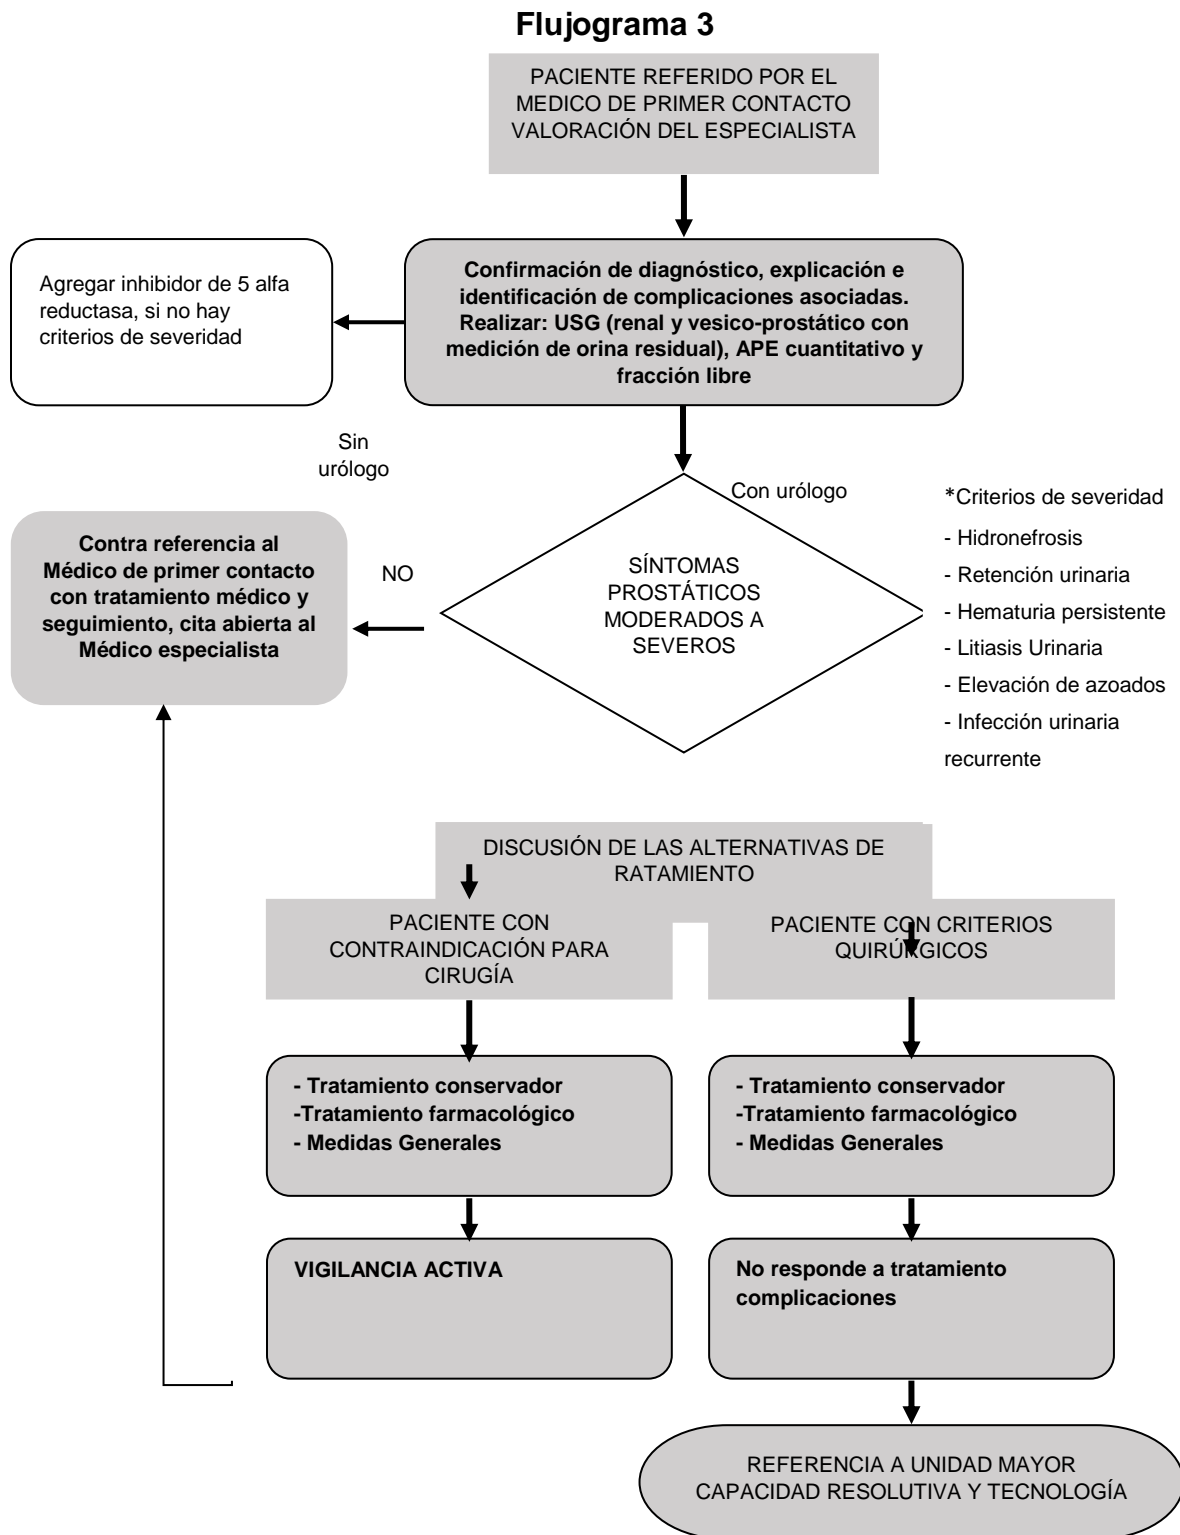 Flujograma 3
PACIENTE REFERIDO POR EL
MEDICO DE PRIMER CONTACTO
VALORACIÓN DEL ESPECIALISTA
Agregar inhibidor de 5 alfa
reductasa, si no hay
criterios de severidad
Confirmación de diagnóstico, explicación e
identificación de complicaciones asociadas.
Realizar: USG (renal y vesico-prostático con
medición de orina residual), APE cuantitativo y
fracción libre
Sin
urólogo
Con urólogo
Contra referencia al
Médico de primer contacto
con tratamiento médico y
seguimiento, cita abierta al
Médico especialista
NO
SÍNTOMAS
PROSTÁTICOS
MODERADOS A
SEVEROS
*Criterios de severidad
- Hidronefrosis
- Retención urinaria
- Hematuria persistente
- Litiasis Urinaria
- Elevación de azoados
- Infección urinaria
recurrente
DISCUSIÓN DE LAS ALTERNATIVAS DE
RATAMIENTO
PACIENTE CON
CONTRAINDICACIÓN PARA
CIRUGÍA
PACIENTE CON CRITERIOS
QUIRÚRGICOS
- Tratamiento conservador
-Tratamiento farmacológico
- Medidas Generales
- Tratamiento conservador
-Tratamiento farmacológico
- Medidas Generales
VIGILANCIA ACTIVA
No responde a tratamiento
complicaciones
REFERENCIA A UNIDAD MAYOR
CAPACIDAD RESOLUTIVA Y TECNOLOGÍA